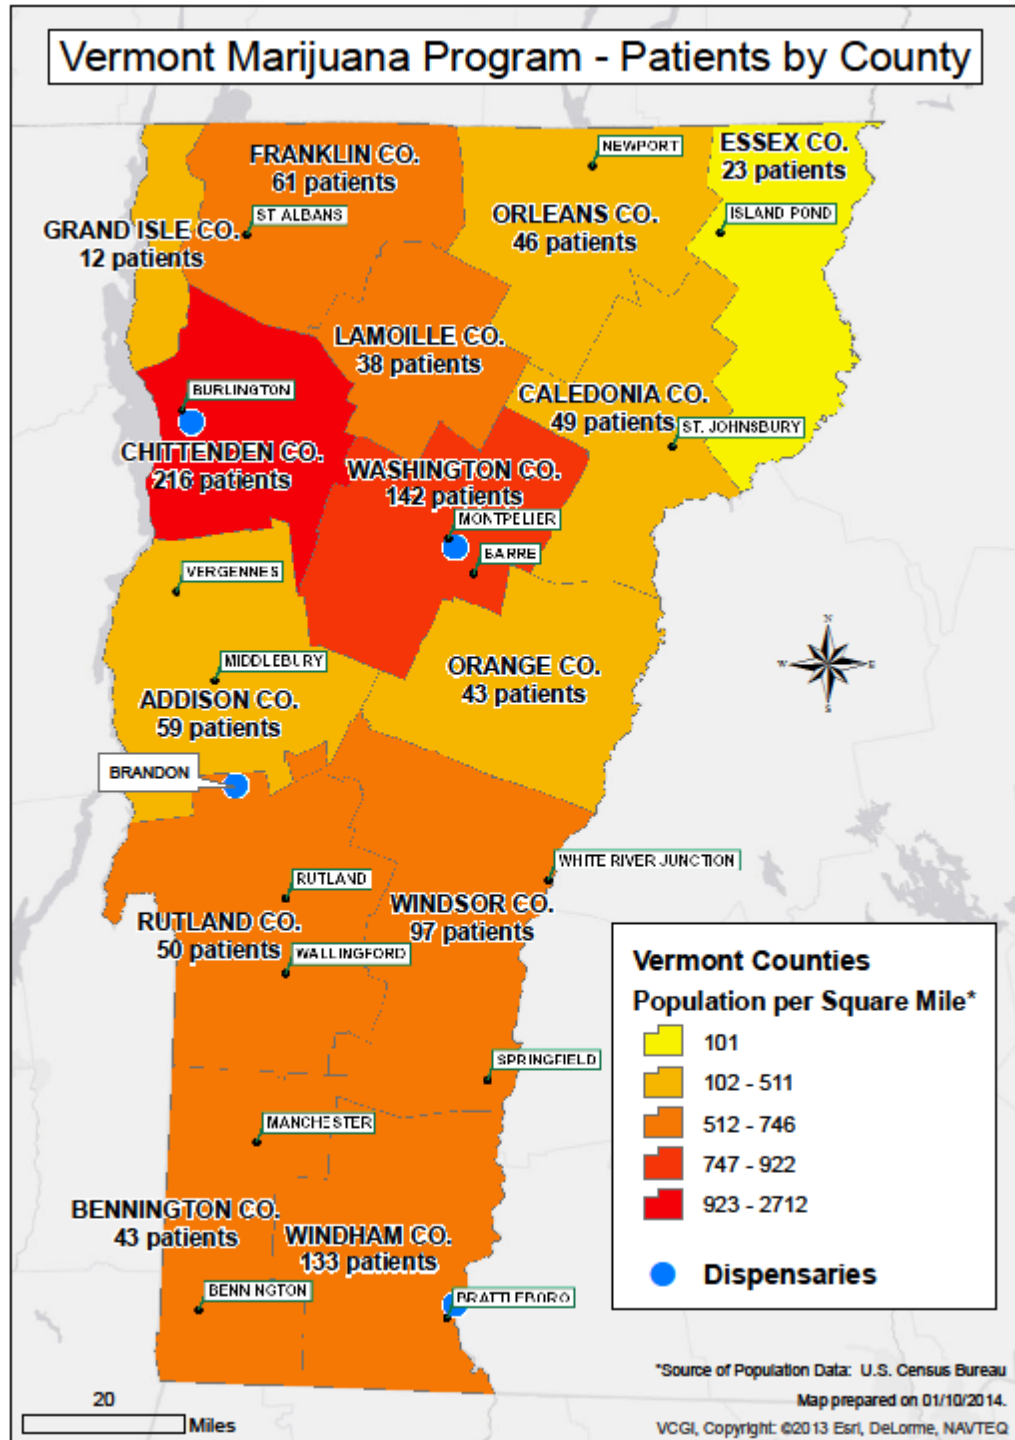 Vermont Marijuana Program - Patients by County
FRANKLIN CO.
61 patients
NEWPORT
ESSEX CO.
23 patients
ST ALBANS
ORLEANS CO.
46 patients
ISLAND POND
GRAND ISLE CO.
12 patients
LAMOILLE CO.
38 patients
BURLINGTON
CALEDONIA CO.
49 patients
ST. JOHNSBURY
CHITTENDEN CO.
216 patients
WASHINGTON CO.
142 patients
MONTPELIER
BARRE
VERGENNES
MIDDLEBURY
ORANGE CO.
43 patients
ADDISON CO.
59 patients
N
W
E
S
BRANDON
WHITE RIVER JUNCTION
RUTLAND
WINDSOR CO.
97 patients
RUTLAND CO.
50 patients
WALLINGFORD
SPRINGFIELD
MANCHESTER
BENNINGTON CO.
43 patients
WINDHAM CO.
133 patients
BENNINGTON
BRATTLEBORO
Vermont Counties
Population per Square Mile*
101
102 - 511
512 - 746
747 - 922
923 - 2712
Dispensaries
*Source of Population Data: U.S. Census Bureau
Map prepared on 01/10/2014.
VCGI, Copyright: ©2013 Esri, DeLorme, NAVTEQ
20
Miles